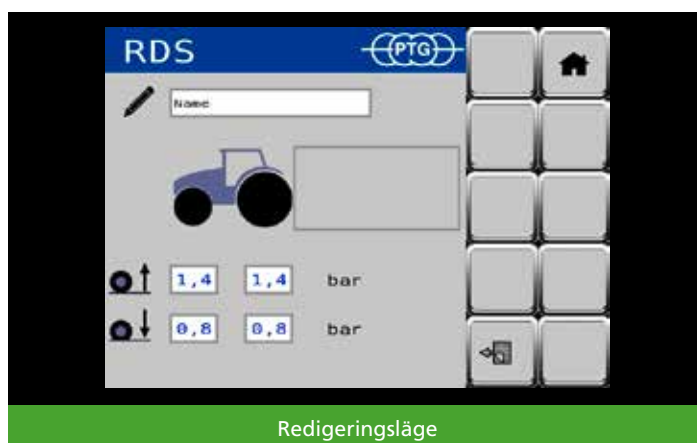 RDS PTG
Name
1,4 1,4 bar
0,8 0,8 bar
Redigeringsläge